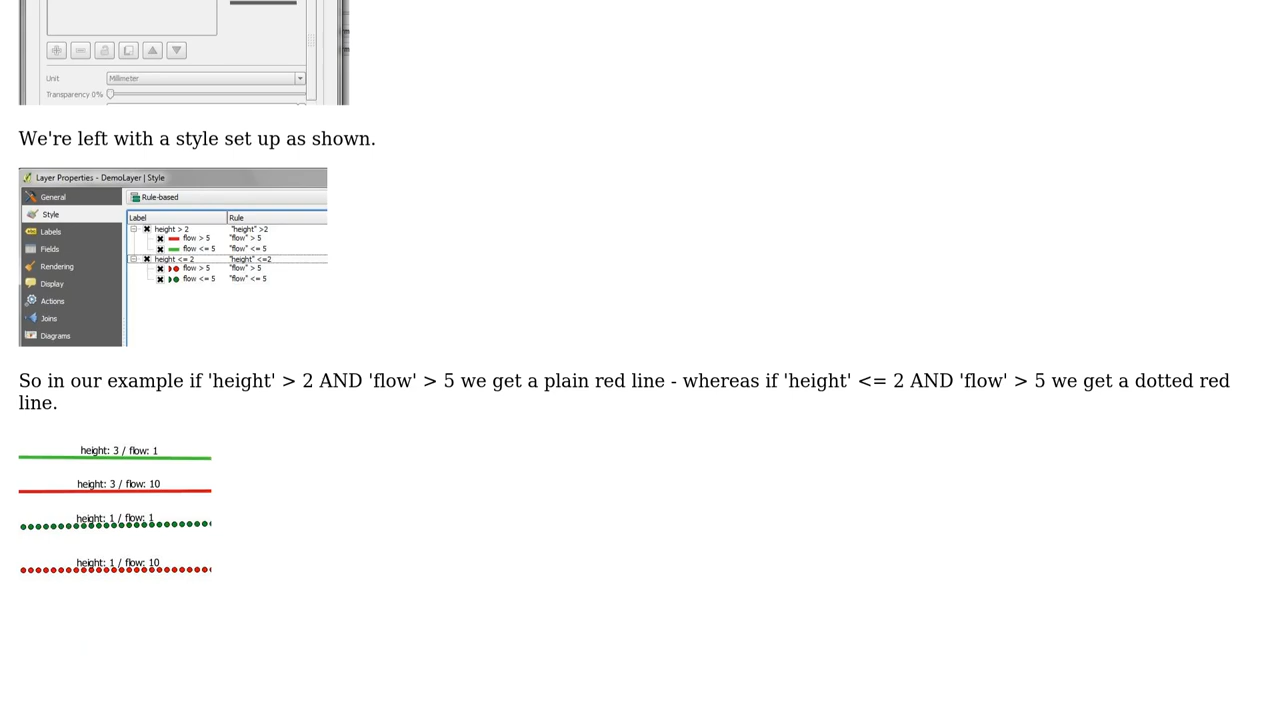 Unit Millimeter
Transparency 0%
We're left with a style set up as shown.
Layer Properties - DemoLayer | Style
General
Rule-based
Style
Label Rule
Labels
height > 2 "height" >2
flow > 5 "flow" > 5
Fields
flow <= 5 "flow" <= 5
height <= 2 "height" <=2
Rendering
flow > 5 "flow" > 5
flow <= 5 "flow" <= 5
Display
Actions
Joins
Diagrams
So in our example if 'height' > 2 AND 'flow' > 5 we get a plain red line - whereas if 'height' <= 2 AND 'flow' > 5 we get a dotted red
line.
height: 3 / flow: 1
height: 3 / flow: 10
height: 1 / flow: 1
height: 1 / flow: 10